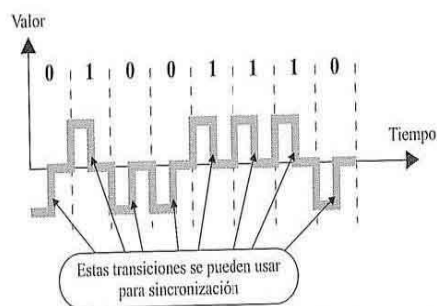 Valor
0 1 0 0 1 1 1 0
Tiempo
Estas transiciones se pueden usar
para sincronización